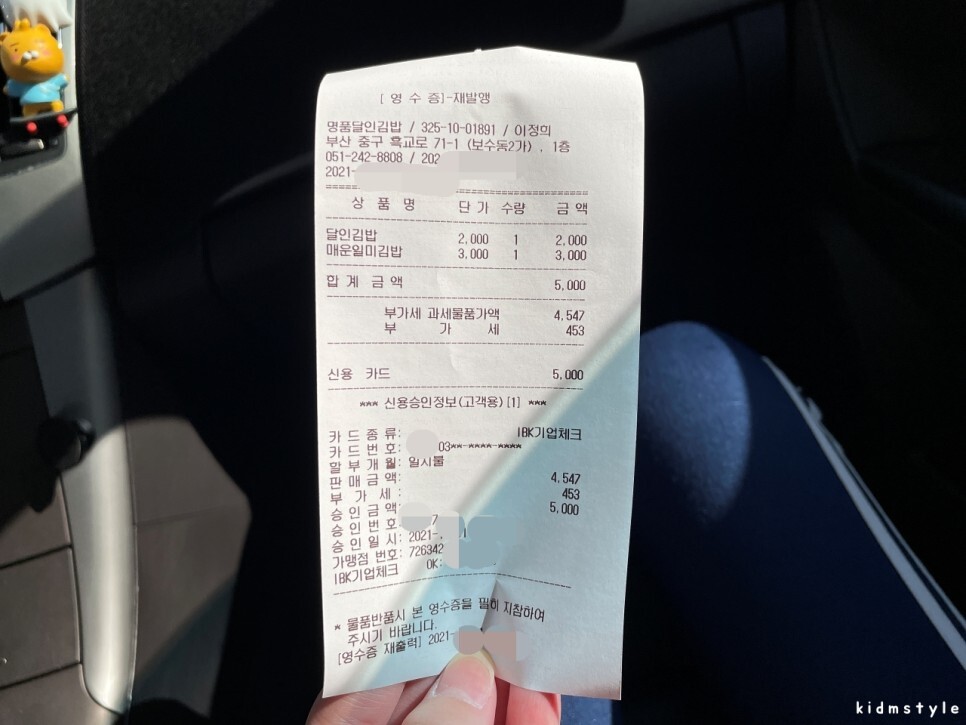 [ 영 수 증]-재발행
명품달인김밥 / 325-10-01891 / 이정의
부산 중구 흑교로 71-1 (보수동2가) , 1층
051-242-8808 / 202
2021-
상 품 명 단 가 수량 금 액
달인김밥 2,000 1 2,000
매운일미김밥 3,000 1 3,000
합 계 금 액 5,000
부가세 과세물품가액 4,547
부 가 세 453
신용 카드 5,000
*** 신용승인정보(고객용)[1] ***
카 드 종 류: IBK기업체크
카 드 번 호: 03**-****-****
할 부 개 월: 일시불
판 매 금 액: 4,547
부 가 세 : 453
승 인 금 액: 5,000
승 인 번 호: 7
승 인 일 시: 2021-.
가맹점 번호: 726342
IBK기업체크 OK:
* 물품반품시 본 영수증을 필히 지참하여
주시기 바랍니다.
[영수증 재출력] 2021-
kidmstyle